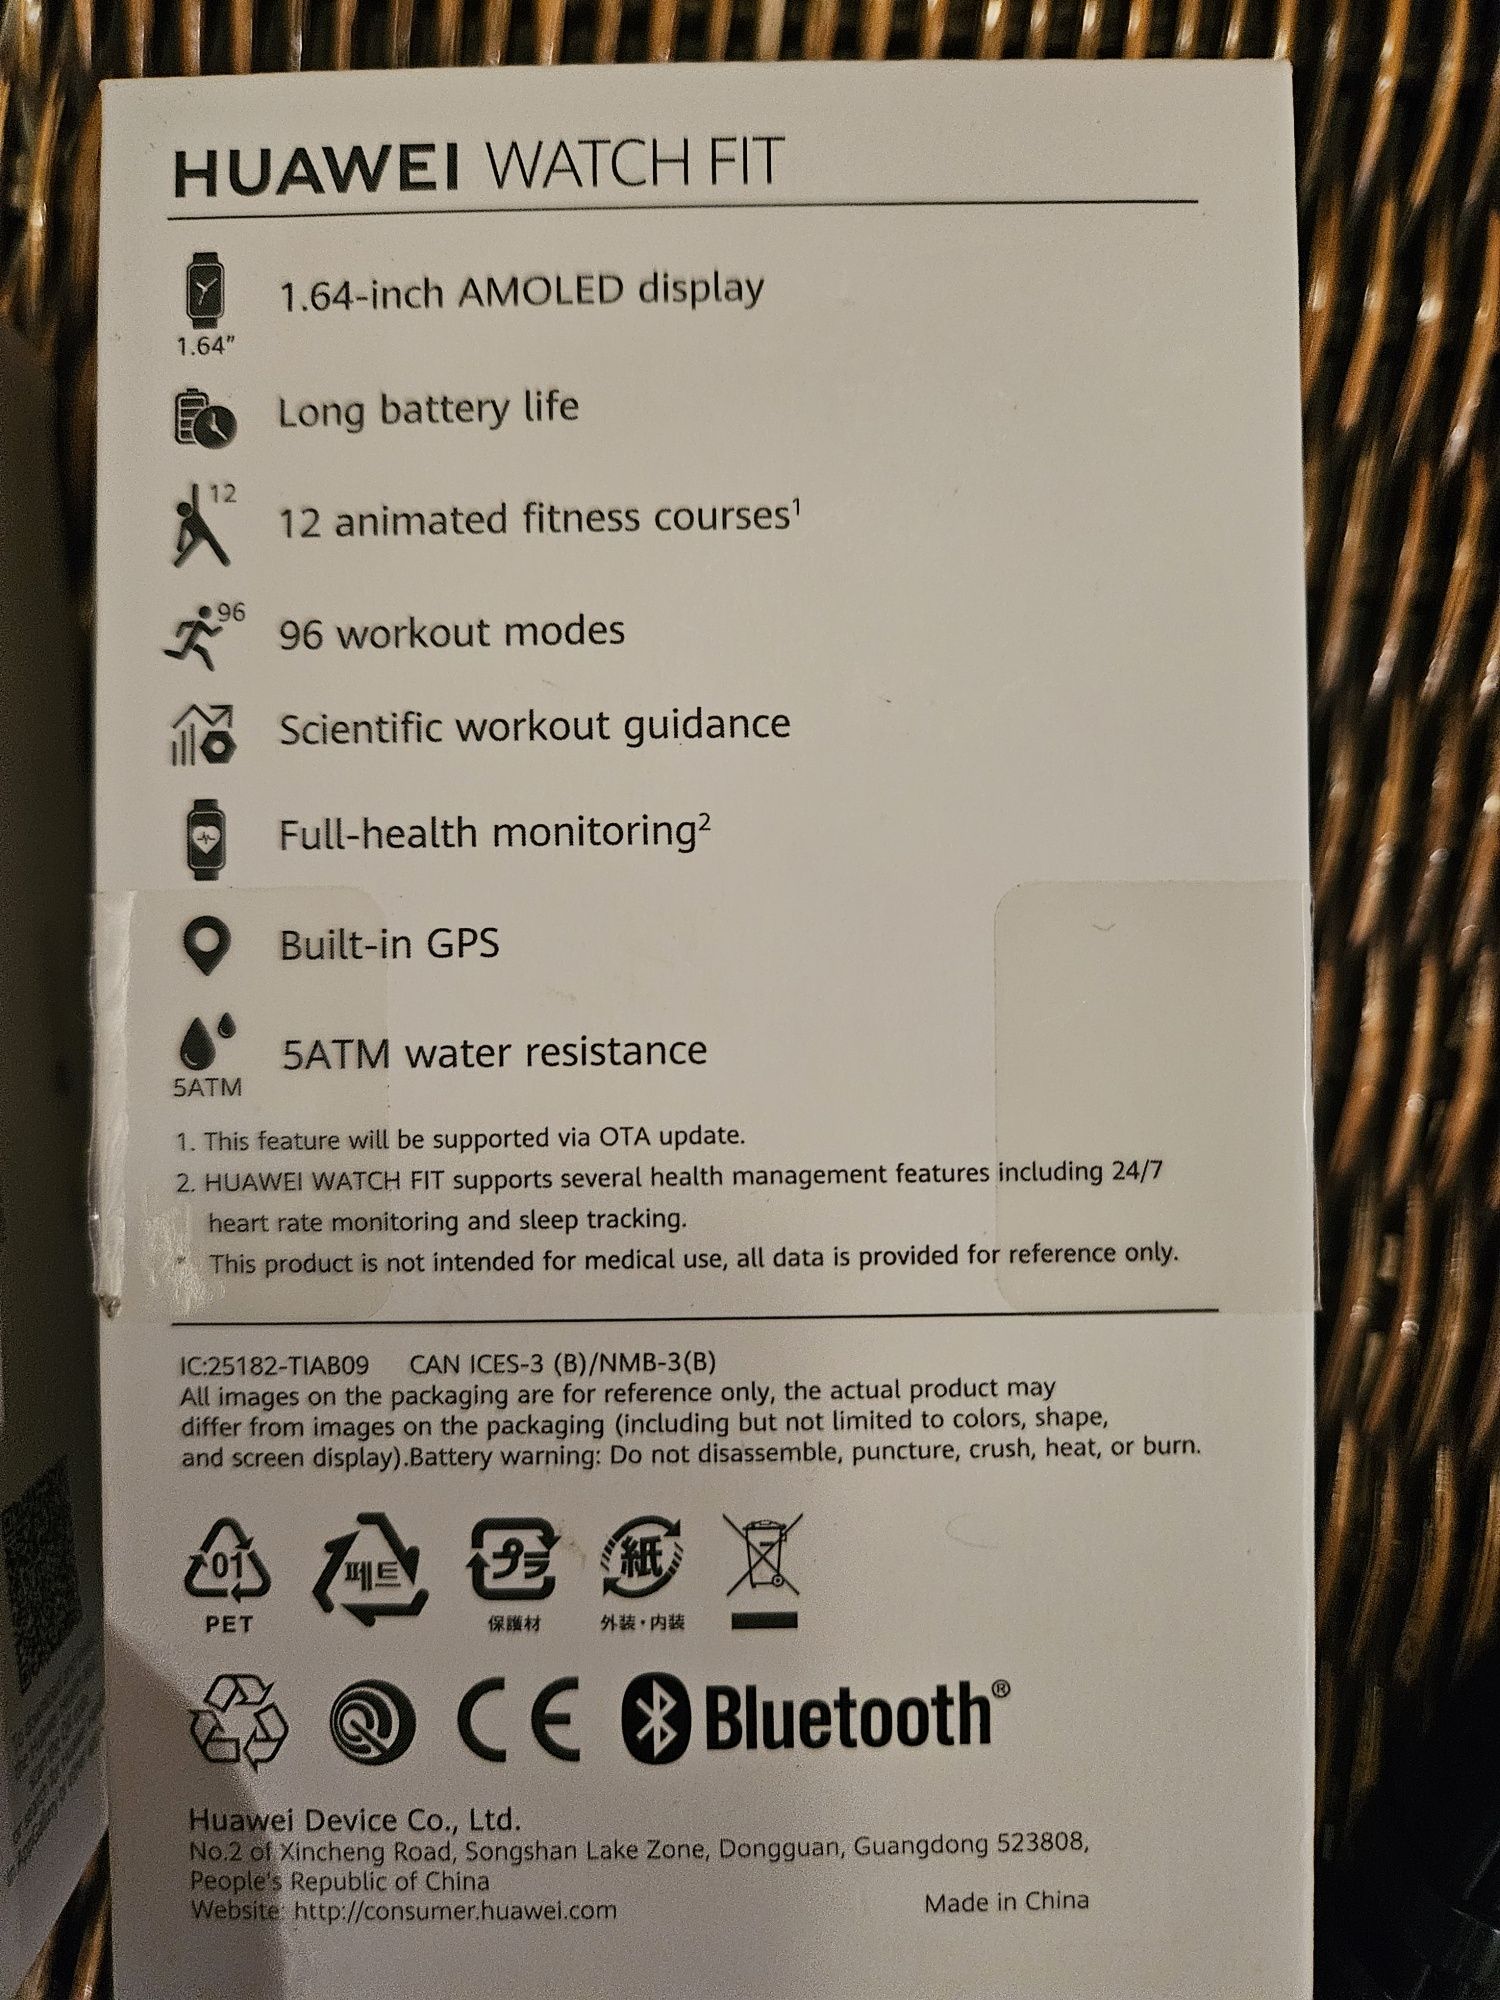 HUAWEI WATCH FIT
1.64-inch AMOLED display
1.64"
Long battery life
12
12 animated fitness courses¹
96
96 workout modes
Scientific workout guidance
Full-health monitoring²
Built-in GPS
5ATM water resistance
5ATM
1. This feature will be supported via OTA update.
2. HUAWEI WATCH FIT supports several health management features including 24/7
heart rate monitoring and sleep tracking.
* This product is not intended for medical use, all data is provided for reference only.
IC:25182-TIAB09 CAN ICES-3 (B)/NMB-3(B)
All images on the packaging are for reference only, the actual product may
differ from images on the packaging (including but not limited to colors, shape,
and screen display).Battery warning: Do not disassemble, puncture, crush, heat, or burn.
01 페트 プラ 紙
PET 保護材 外装・内装
CE Bluetooth®
Huawei Device Co., Ltd.
No.2 of Xincheng Road, Songshan Lake Zone, Dongguan, Guangdong 523808,
People's Republic of China
Website: http://consumer.huawei.com
Made in China